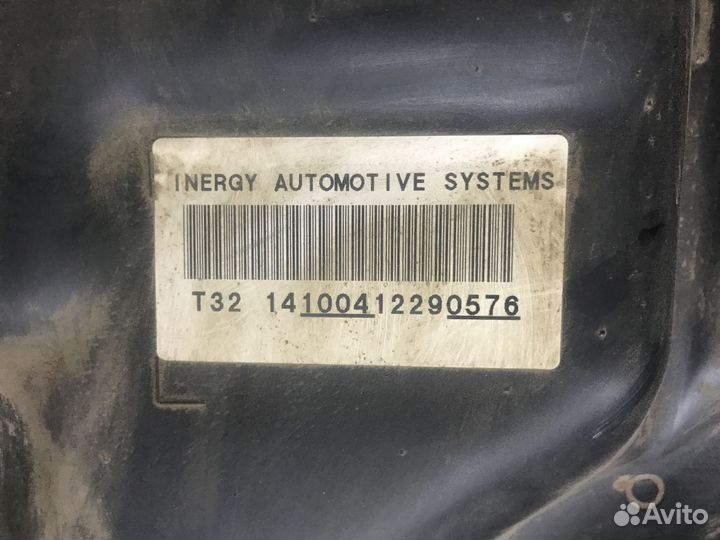 INERGY AUTOMOTIVE SYSTEMS
T32 14100412290576
Avito